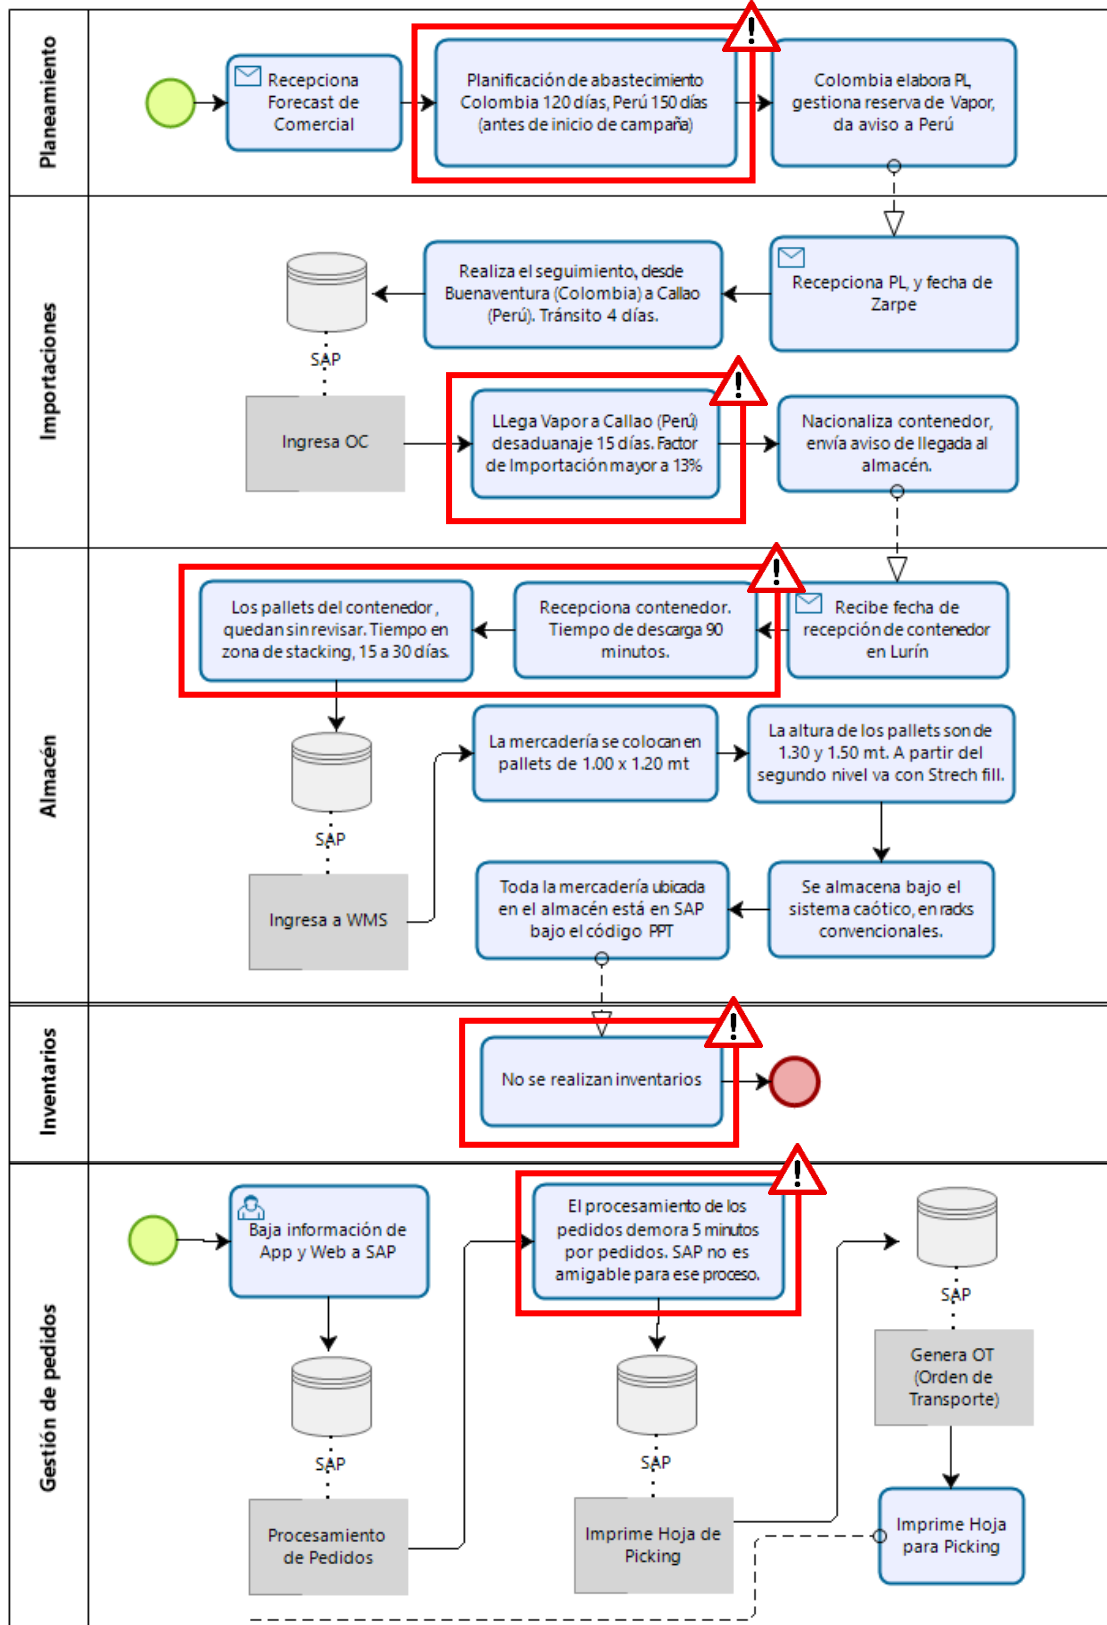 Planeamiento
Recepciona
Forecast de
Comercial
Planificación de abastecimiento
Colombia 120 días, Perú 150 días
(antes de inicio de campaña)
Colombia elabora PL,
gestiona reserva de Vapor,
da aviso a Perú
Importaciones
Recepciona PL, y fecha de
Zarpe
Realiza el seguimiento, desde
Buenaventura (Colombia) a Callao
(Perú). Tránsito 4 días.
SAP
Ingresa OC
LLega Vapor a Callao (Perú)
desaduanaje 15 días. Factor
de Importación mayor a 13%
Nacionaliza contenedor,
envía aviso de llegada al
almacén.
Almacén
Recibe fecha de
recepción de contenedor
en Lurín
Recepciona contenedor.
Tiempo de descarga 90
minutos.
Los pallets del contenedor,
quedan sin revisar. Tiempo en
zona de stacking, 15 a 30 días.
SAP
Ingresa a WMS
La mercadería se colocan en
pallets de 1.00 x 1.20 mt
La altura de los pallets son de
1.30 y 1.50 mt. A partir del
segundo nivel va con Strech fill.
Se almacena bajo el
sistema caótico, en racks
convencionales.
Toda la mercadería ubicada
en el almacén está en SAP
bajo el código PPT
Inventarios
No se realizan inventarios
Gestión de pedidos
Baja información de
App y Web a SAP
SAP
Procesamiento
de Pedidos
El procesamiento de los
pedidos demora 5 minutos
por pedidos. SAP no es
amigable para ese proceso.
SAP
Imprime Hoja de
Picking
SAP
Genera OT
(Orden de
Transporte)
Imprime Hoja
para Picking